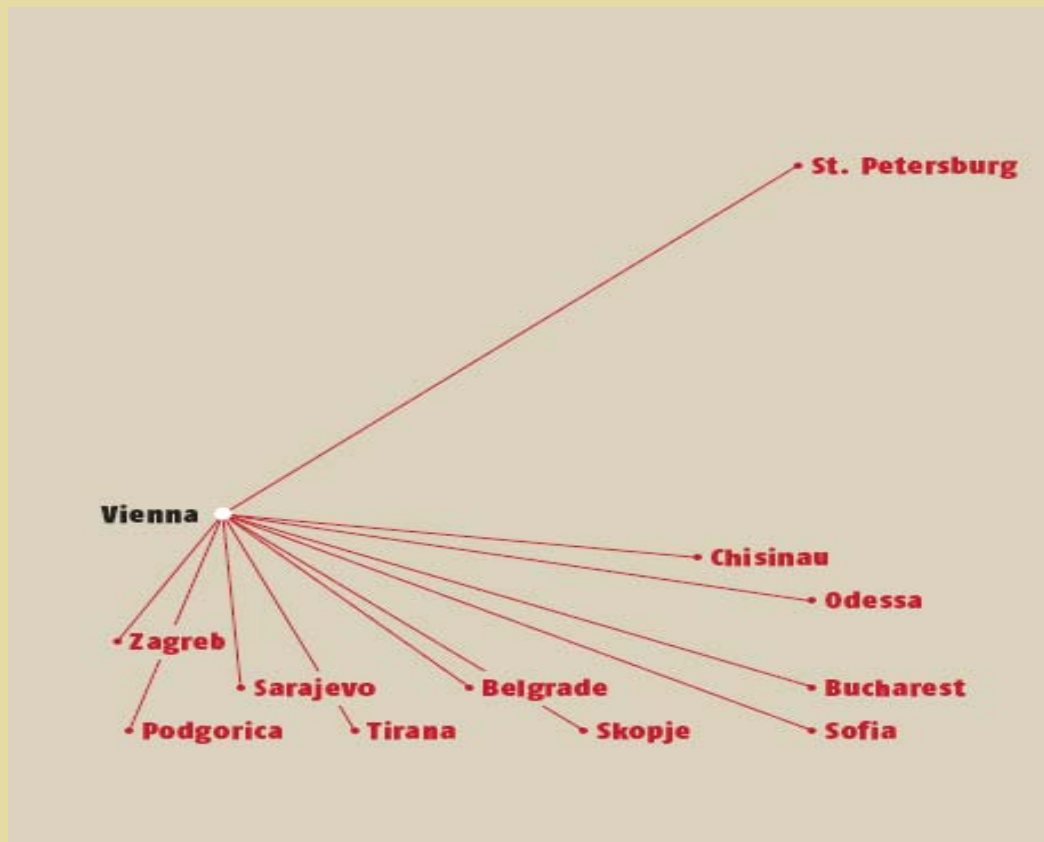 St. Petersburg
Vienna
Chisinau
Odessa
Zagreb
Sarajevo
Belgrade
Bucharest
Podgorica
Tirana
Skopje
Sofia